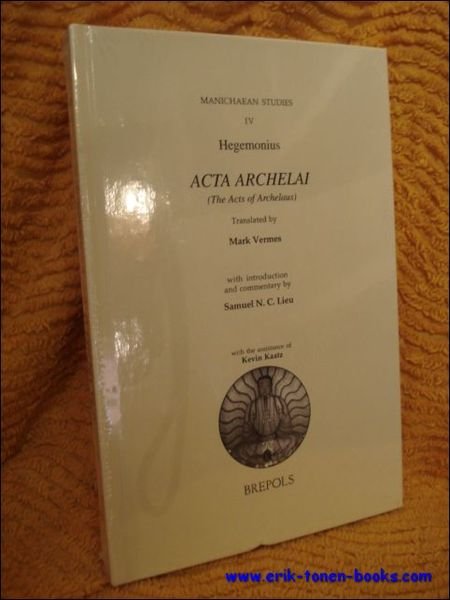 MANICHAEAN STUDIES
IV
Hegemonius
ACTA ARCHELAI
(The Acts of Archelaus)
Translated by
Mark Vermes
with introduction
and commentary by
Samuel N. C. Lieu
with the assistance of
Kevin Kaatz
BREPOLS
www.erik-tonen-books.com